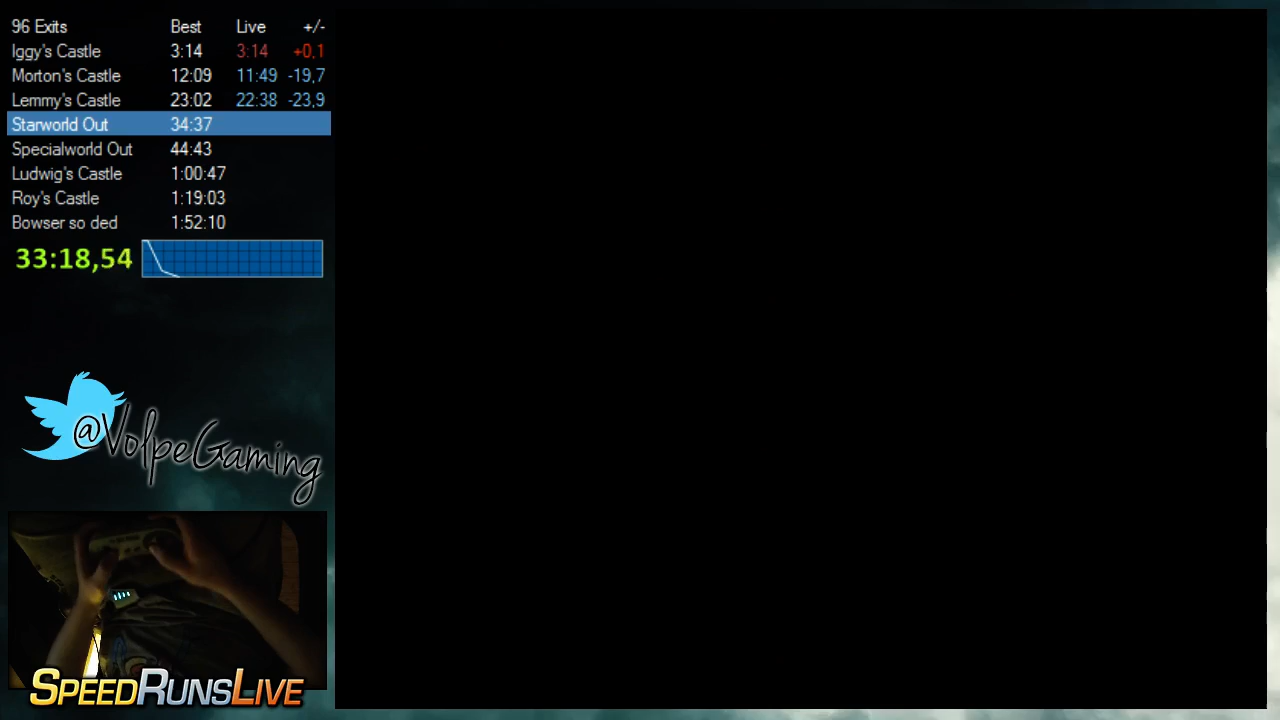 96 Exits Best Live +/-
Iggy's Castle 3:14 3:14 +0,1
Morton's Castle 12:09 11:49 -19,7
Lemmy's Castle 23:02 22:38 -23,9
Starworld Out 34:37
Specialworld Out 44:43
Ludwig's Castle 1:00:47
Roy's Castle 1:19:03
Bowser so ded 1:52:10
33:18,54
@VolpeGaming
SPEEDRUNSLIVE